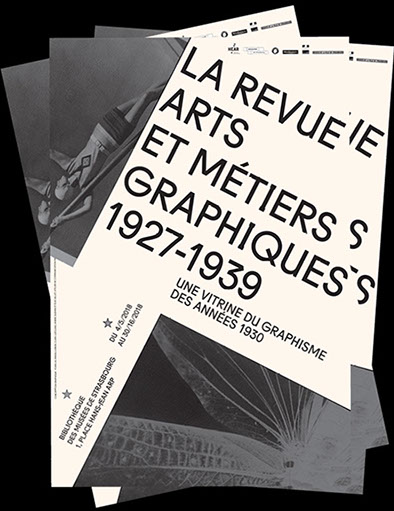 LA REVUE
ARTS
ET MÉTIERS
GRAPHIQUES
1927-1939
UNE VITRINE DU GRAPHISME
DES ANNÉES 1930
DU 4/5/2018
AU 30/16/2018
BIBLIOTHÈQUE
DES MUSÉES DE STRASBOURG
1, PLACE HANS-JEAN ARP